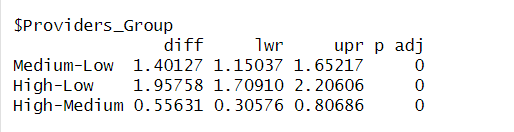 $Providers_Group
diff lwr upr p adj
Medium-Low 1.40127 1.15037 1.65217 0
High-Low 1.95758 1.70910 2.20606 0
High-Medium 0.55631 0.30576 0.80686 0